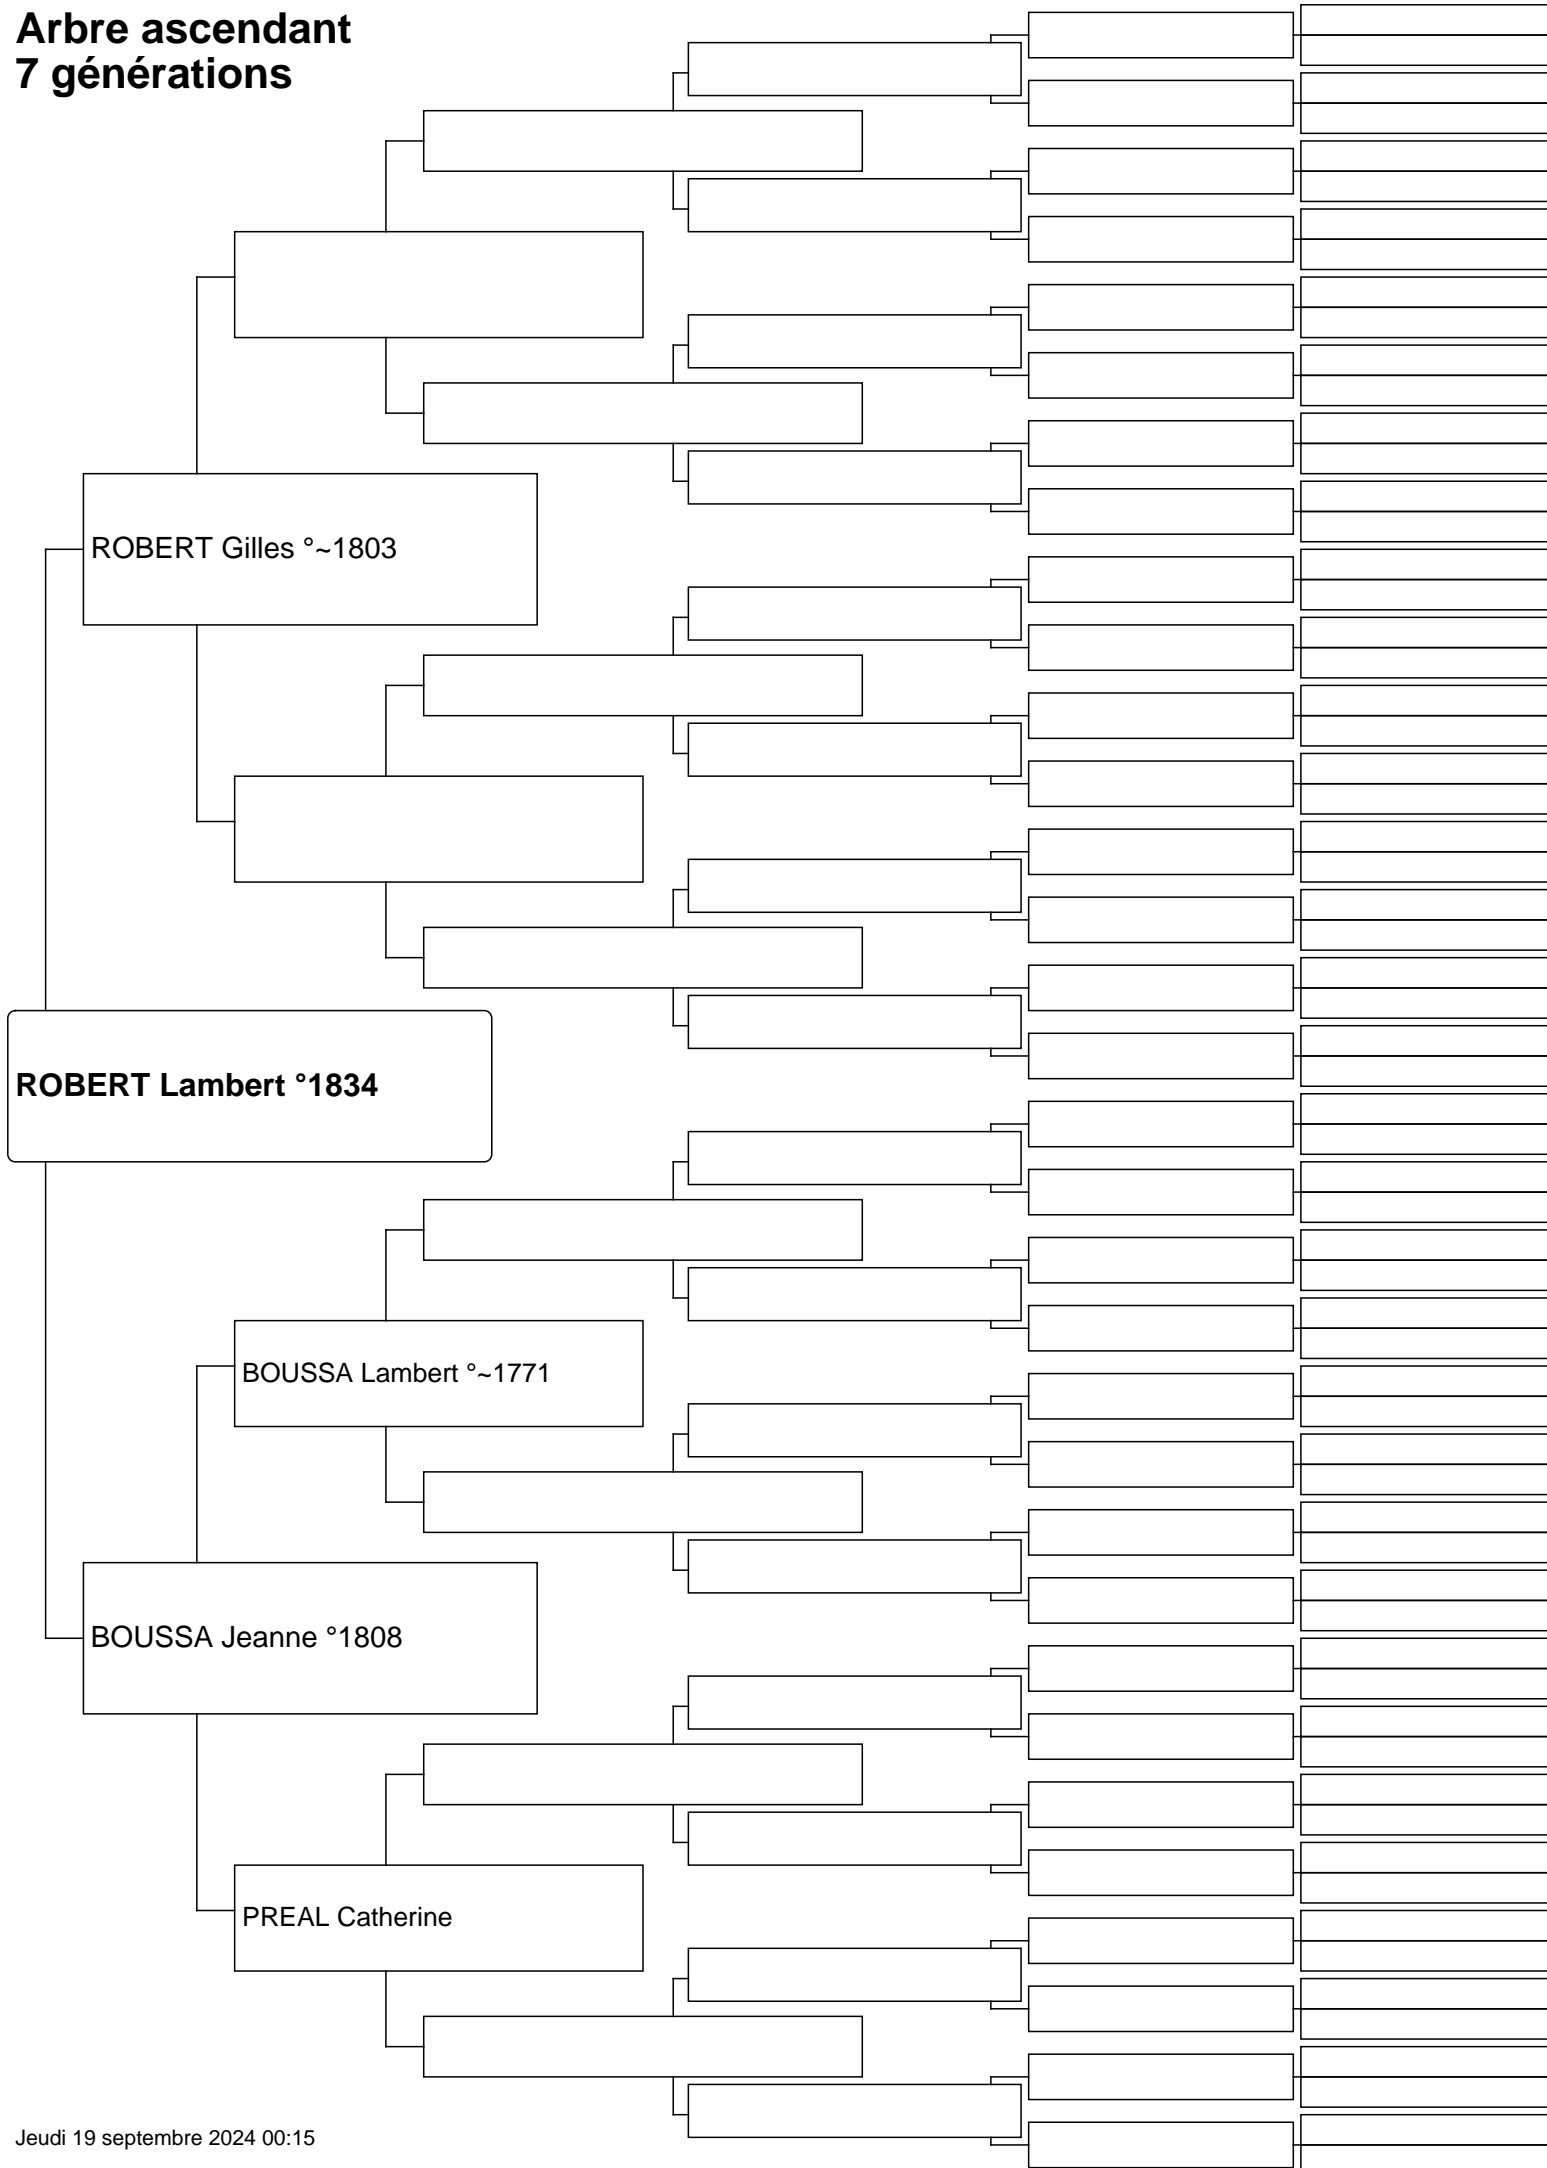 Arbre ascendant
7 générations
ROBERT Gilles °~1803
ROBERT Lambert °1834
BOUSSA Lambert °~1771
BOUSSA Jeanne °1808
PREAL Catherine
Jeudi 19 septembre 2024 00:15